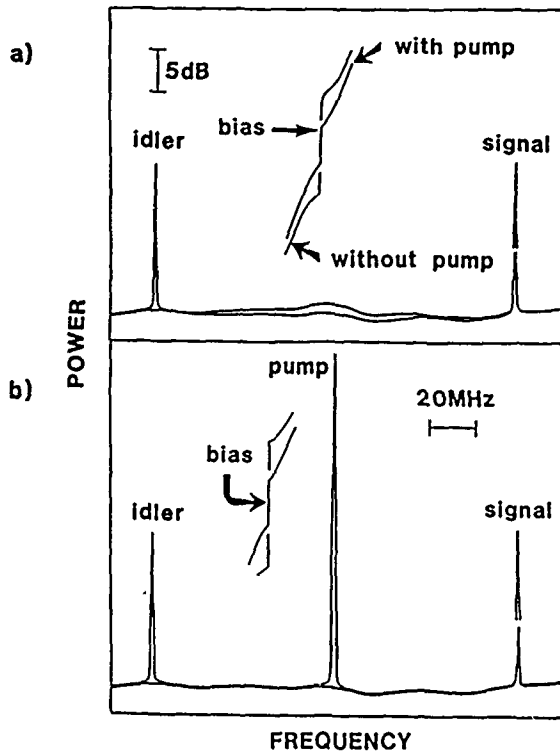 a)
5dB
with pump
bias
idler
signal
without pump
POWER
b)
pump
20MHz
bias
idler
signal
FREQUENCY